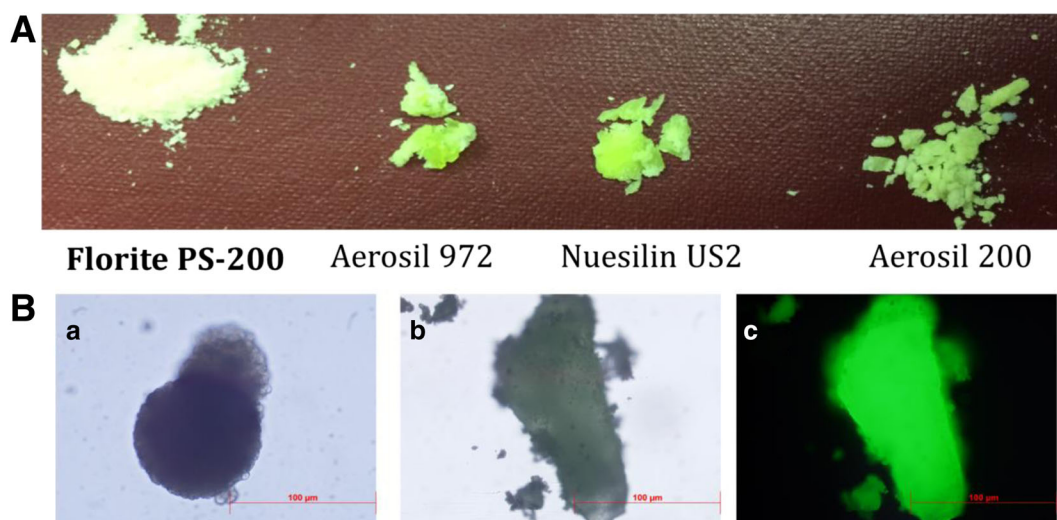 A
Florite PS-200 Aerosil 972 Nuesilin US2 Aerosil 200
B
a b c
100 µm 100 µm 100 µm